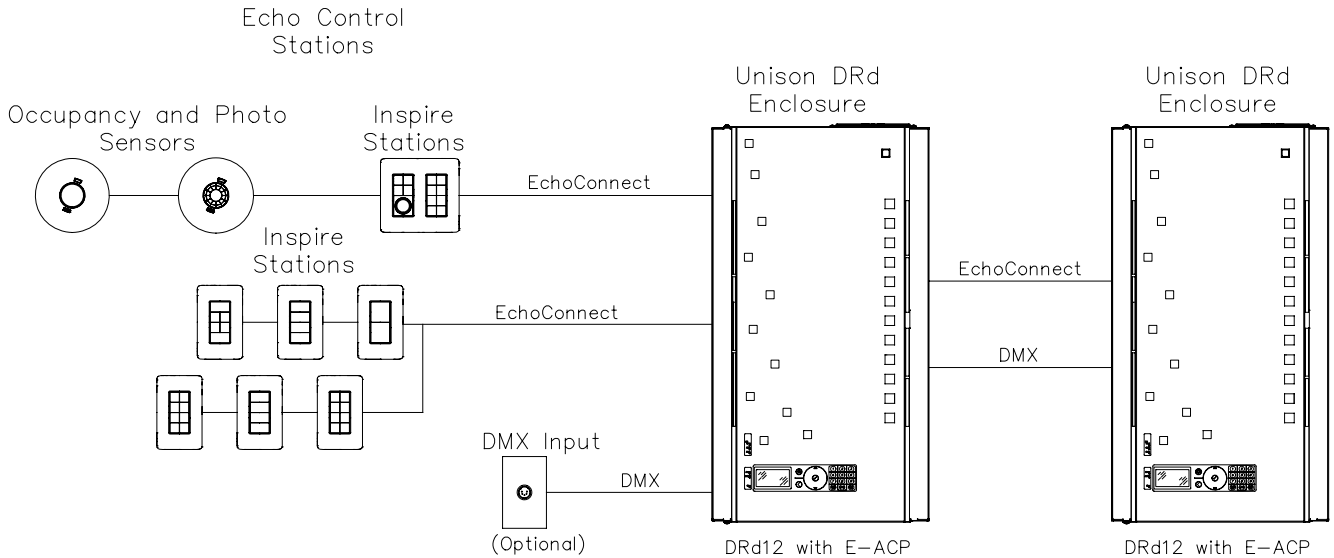 Echo Control
Stations
Unison DRd
Enclosure
Unison DRd
Enclosure
Occupancy and Photo
Sensors
Inspire
Stations
EchoConnect
Inspire
Stations
EchoConnect
EchoConnect
DMX
DMX Input
DMX
(Optional)
DRd12 with E-ACP
DRd12 with E-ACP